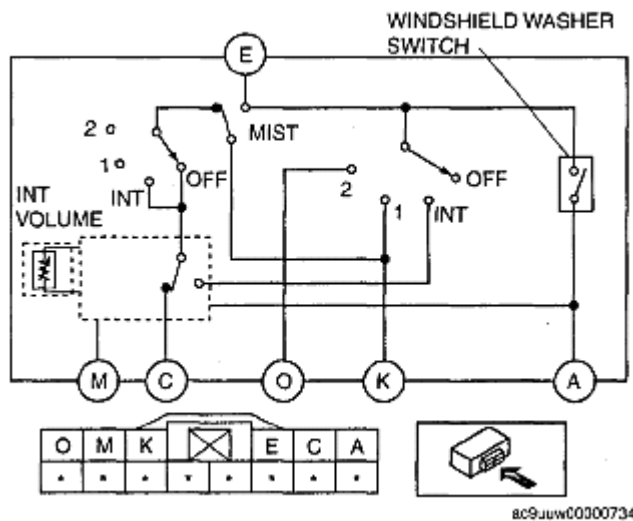 WINDSHIELD WASHER
SWITCH
E
2
MIST
1
OFF
OFF
2
INT
VOLUME
INT
1
INT
M
C
O
K
A
O M K E C A
* * * * * * * *
ac9uuw00300734